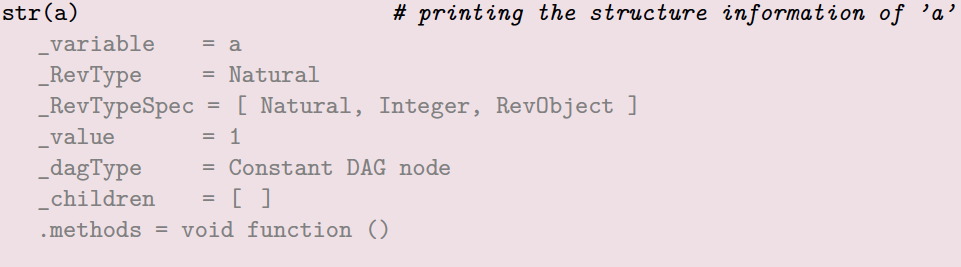 str(a) # printing the structure information of 'a'
_variable = a
_RevType = Natural
_RevTypeSpec = [ Natural, Integer, RevObject ]
_value = 1
_dagType = Constant DAG node
_children = [ ]
.methods = void function ()